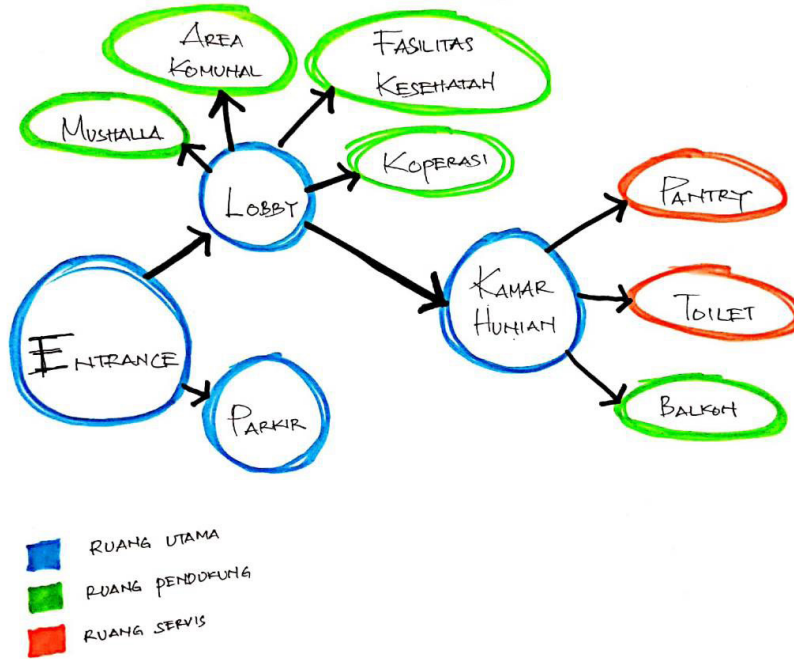 AREA
KOMUNAL
FASILITAS
KESEHATAN
MUSHALLA
KOPERASI
LOBBY
PANTRY
KAMAR
HUNIAN
TOILET
ENTRANCE
BALKON
PARKIR
RUANG UTAMA
RUANG PENDUKUNG
RUANG SERVIS